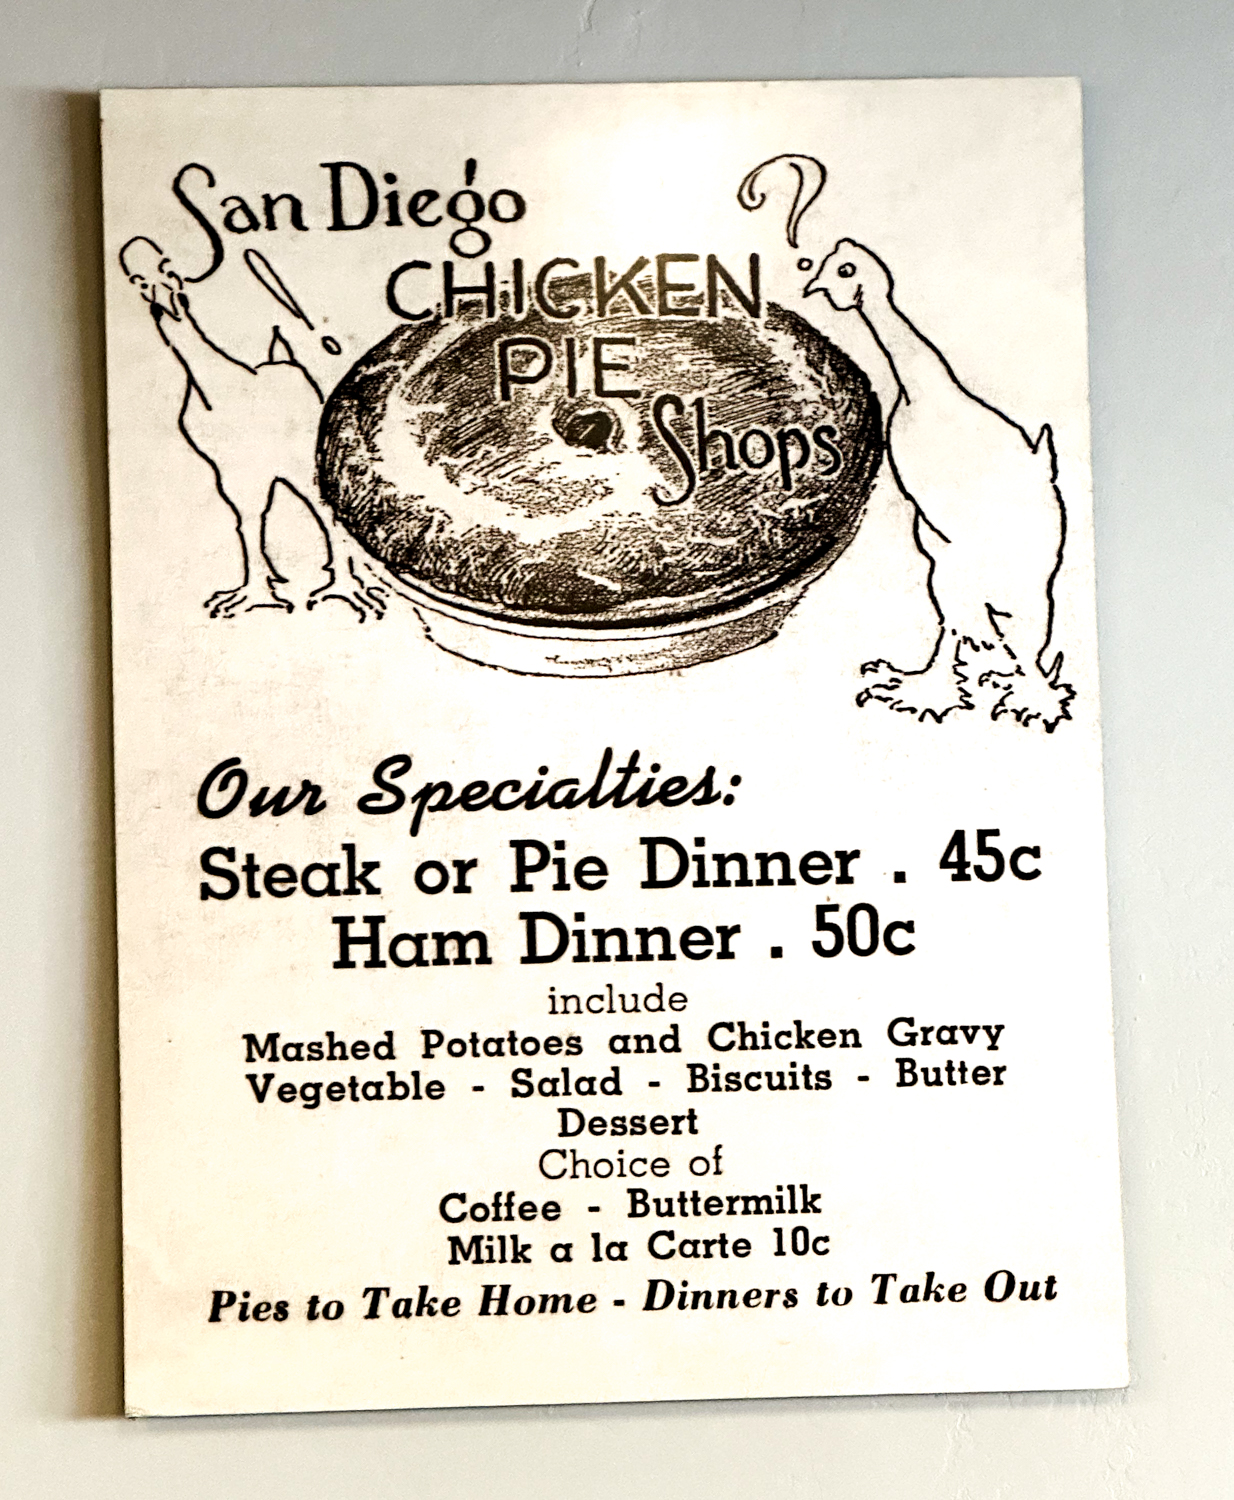 San Diego
CHICKEN
PIE
Shops
Our Specialties:
Steak or Pie Dinner . 45c
Ham Dinner . 50c
include
Mashed Potatoes and Chicken Gravy
Vegetable - Salad - Biscuits - Butter
Dessert
Choice of
Coffee - Buttermilk
Milk a la Carte 10c
Pies to Take Home - Dinners to Take Out